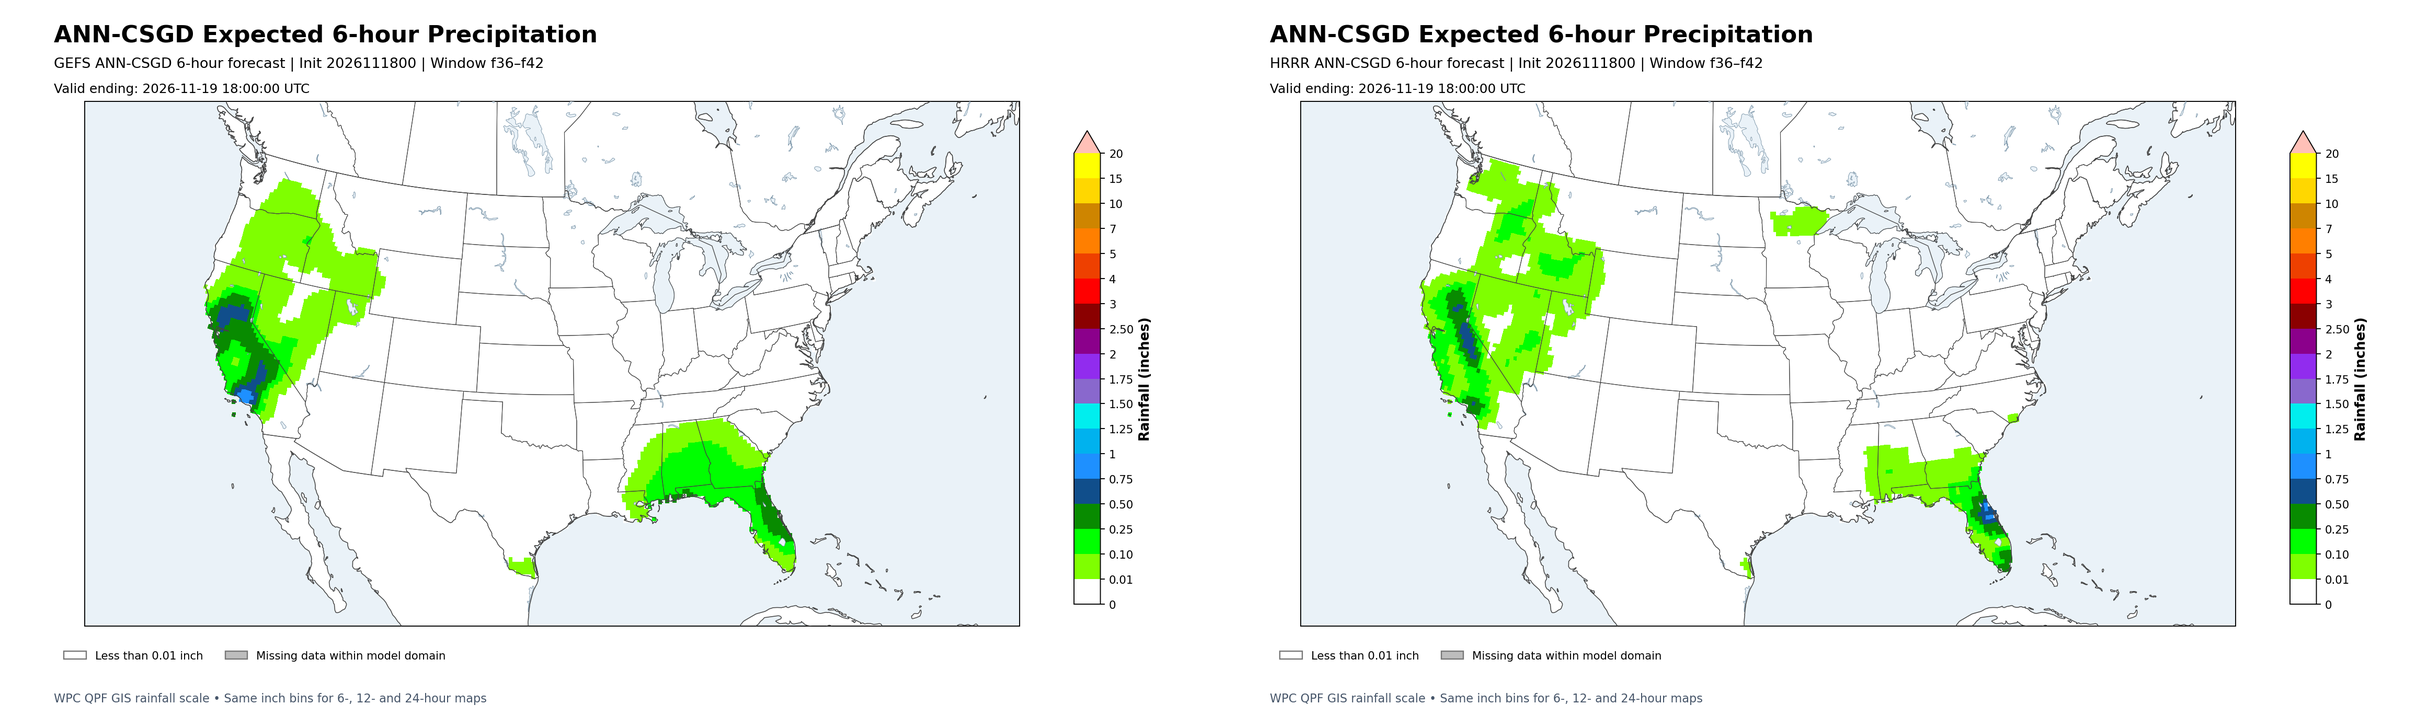 ANN-CSGD Expected 6-hour Precipitation
GEFS ANN-CSGD 6-hour forecast | Init 2026111800 | Window f36–f42
Valid ending: 2026-11-19 18:00:00 UTC
20
15
10
7
5
4
3
2.50
2
1.75
1.50
1.25
1
0.75
0.50
0.25
0.10
0.01
0
Rainfall (inches)
Less than 0.01 inch
Missing data within model domain
WPC QPF GIS rainfall scale • Same inch bins for 6-, 12- and 24-hour maps
ANN-CSGD Expected 6-hour Precipitation
HRRR ANN-CSGD 6-hour forecast | Init 2026111800 | Window f36–f42
Valid ending: 2026-11-19 18:00:00 UTC
20
15
10
7
5
4
3
2.50
2
1.75
1.50
1.25
1
0.75
0.50
0.25
0.10
0.01
0
Rainfall (inches)
Less than 0.01 inch
Missing data within model domain
WPC QPF GIS rainfall scale • Same inch bins for 6-, 12- and 24-hour maps